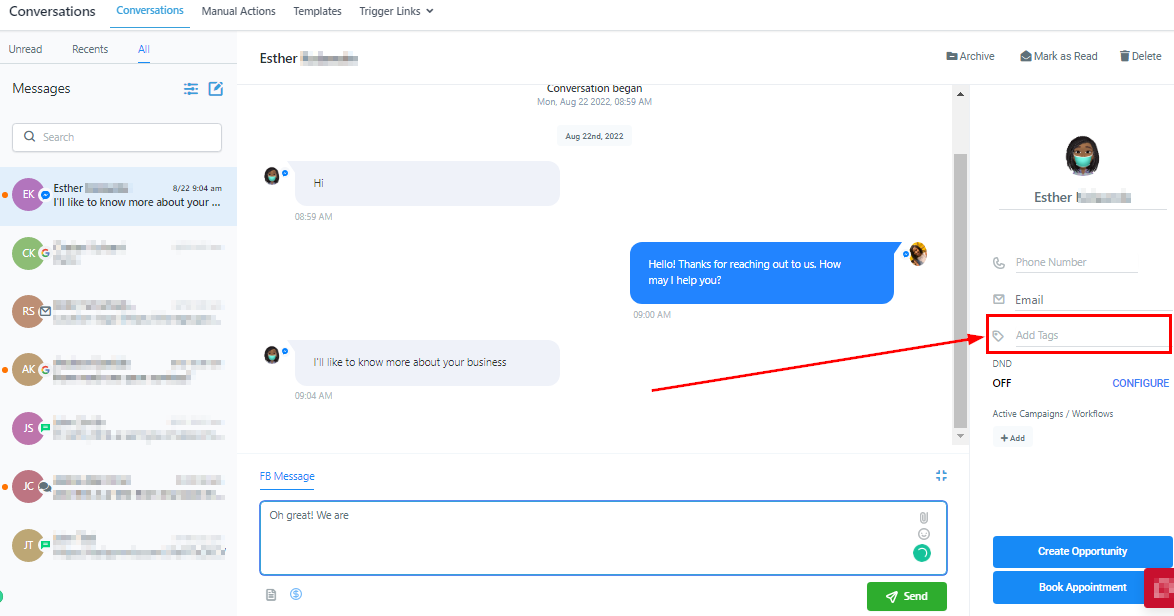 Conversations
Conversations Manual Actions Templates Trigger Links
Unread Recents All
Messages
Search
EK
Esther
8/22 9:04 am
I'll like to know more about your ...
CK
RS
AK
JS
JC
JT
Esther
Archive Mark as Read Delete
Conversation began
Mon, Aug 22 2022, 08:59 AM
Aug 22nd, 2022
Hi
08:59 AM
Hello! Thanks for reaching out to us. How
may I help you?
09:00 AM
I'll like to know more about your business
09:04 AM
FB Message
Oh great! We are
Send
Esther
Phone Number
Email
Add Tags
DND
OFF CONFIGURE
Active Campaigns / Workflows
+ Add
Create Opportunity
Book Appointment